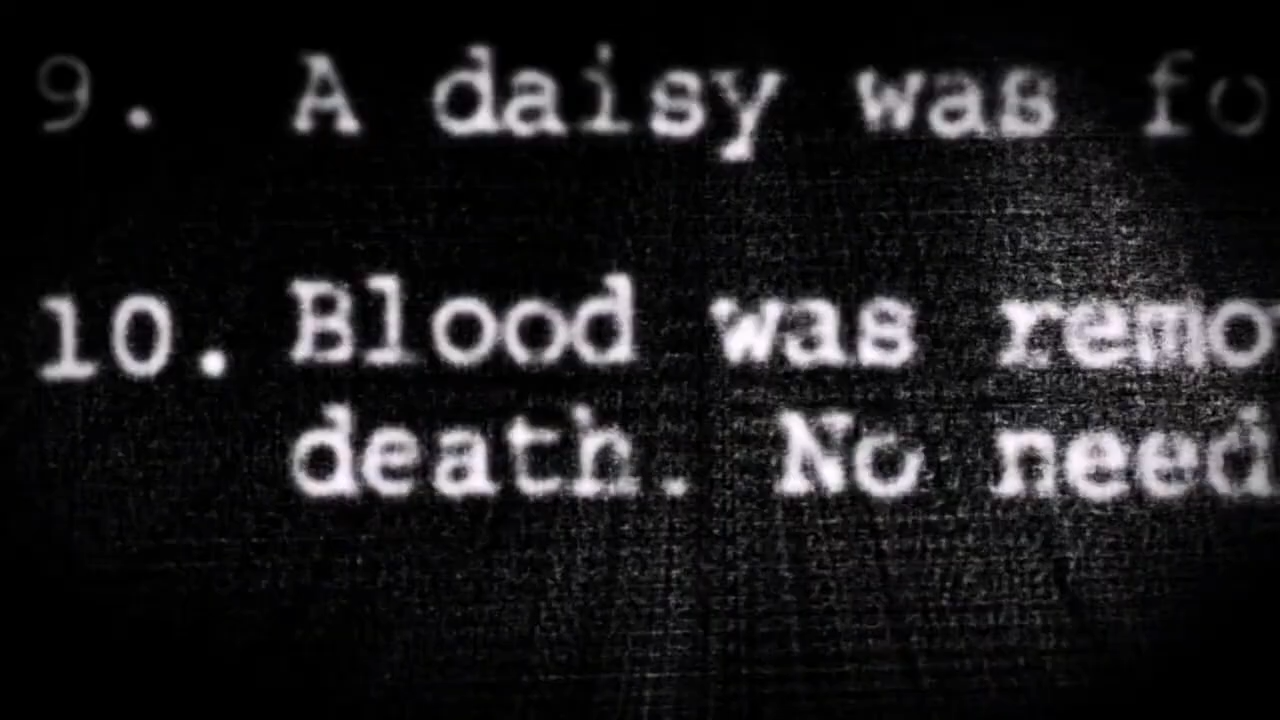 9. A daisy was fo
10. Blood was remo
death. No need